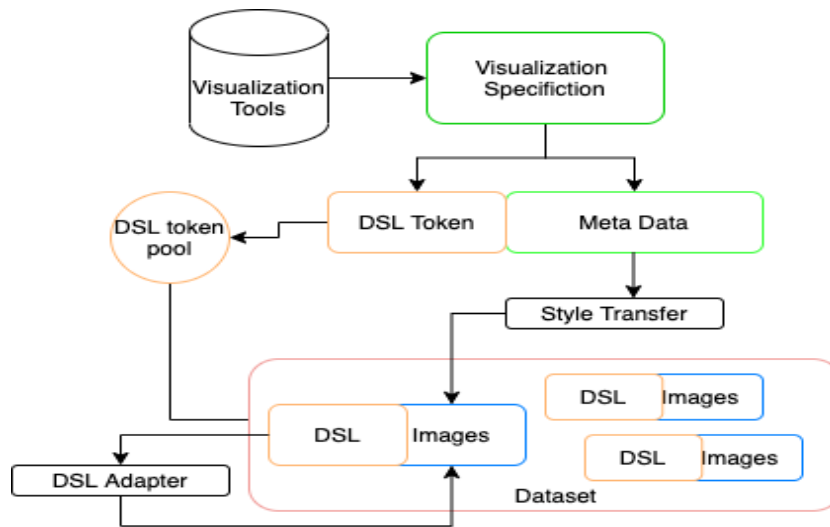 Visualization
Tools
Visualization
Specifiction
DSL Token
Meta Data
DSL token
pool
Style Transfer
DSL
Images
DSL
Images
DSL
Images
DSL Adapter
Dataset